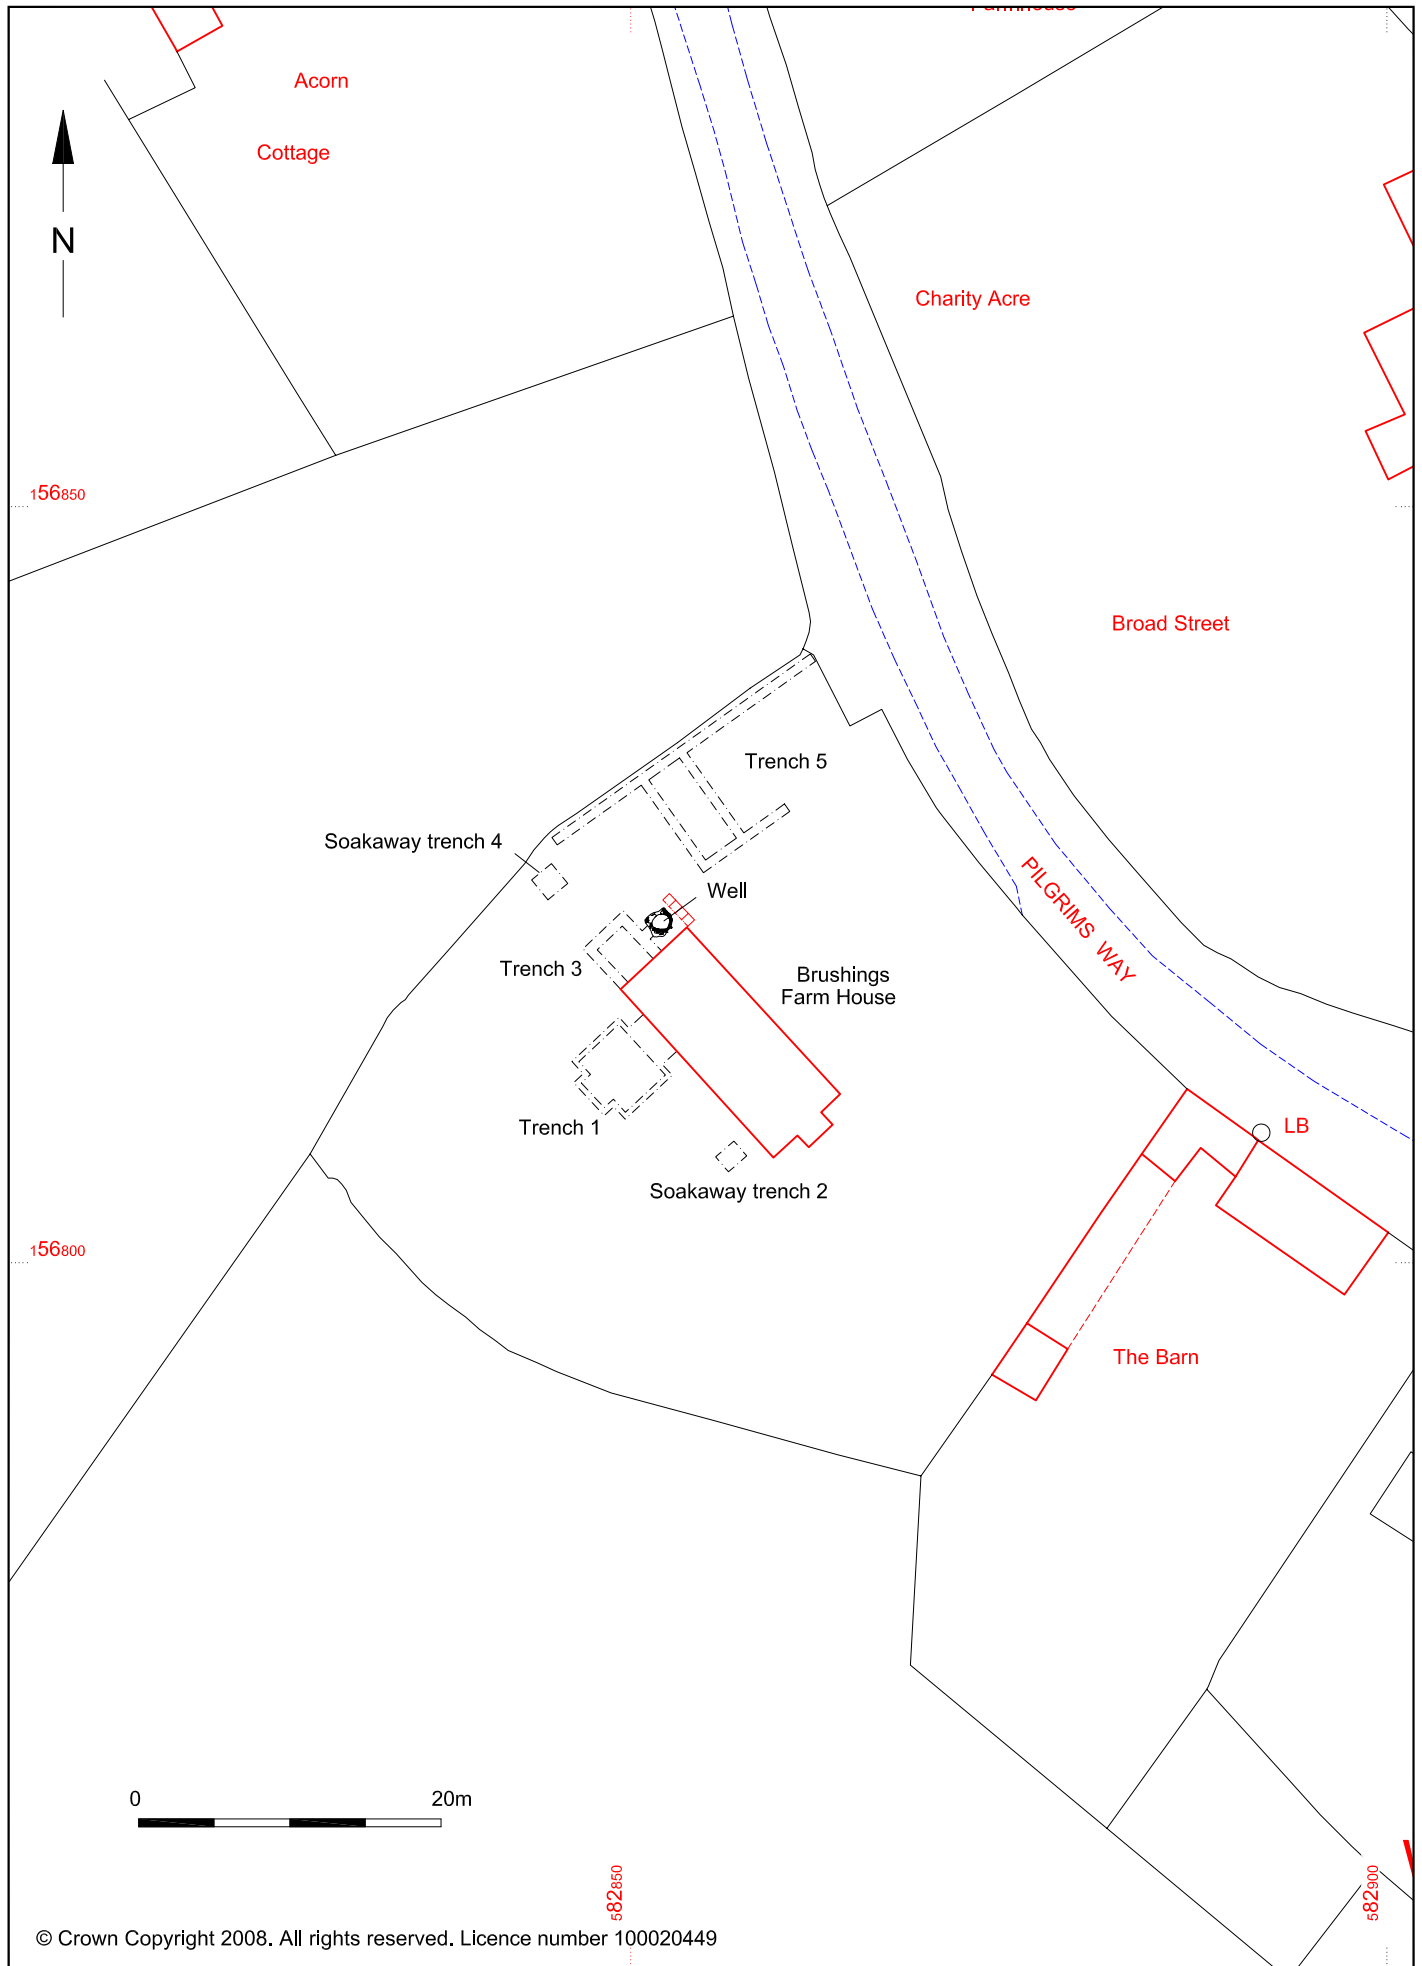 Farmhouse
Acorn
Cottage
N
Charity Acre
156850
Broad Street
Trench 5
Soakaway trench 4
Well
PILGRIMS WAY
Trench 3
Brushings
Farm House
Trench 1
LB
Soakaway trench 2
156800
The Barn
0 20m
582850
582900
© Crown Copyright 2008. All rights reserved. Licence number 100020449